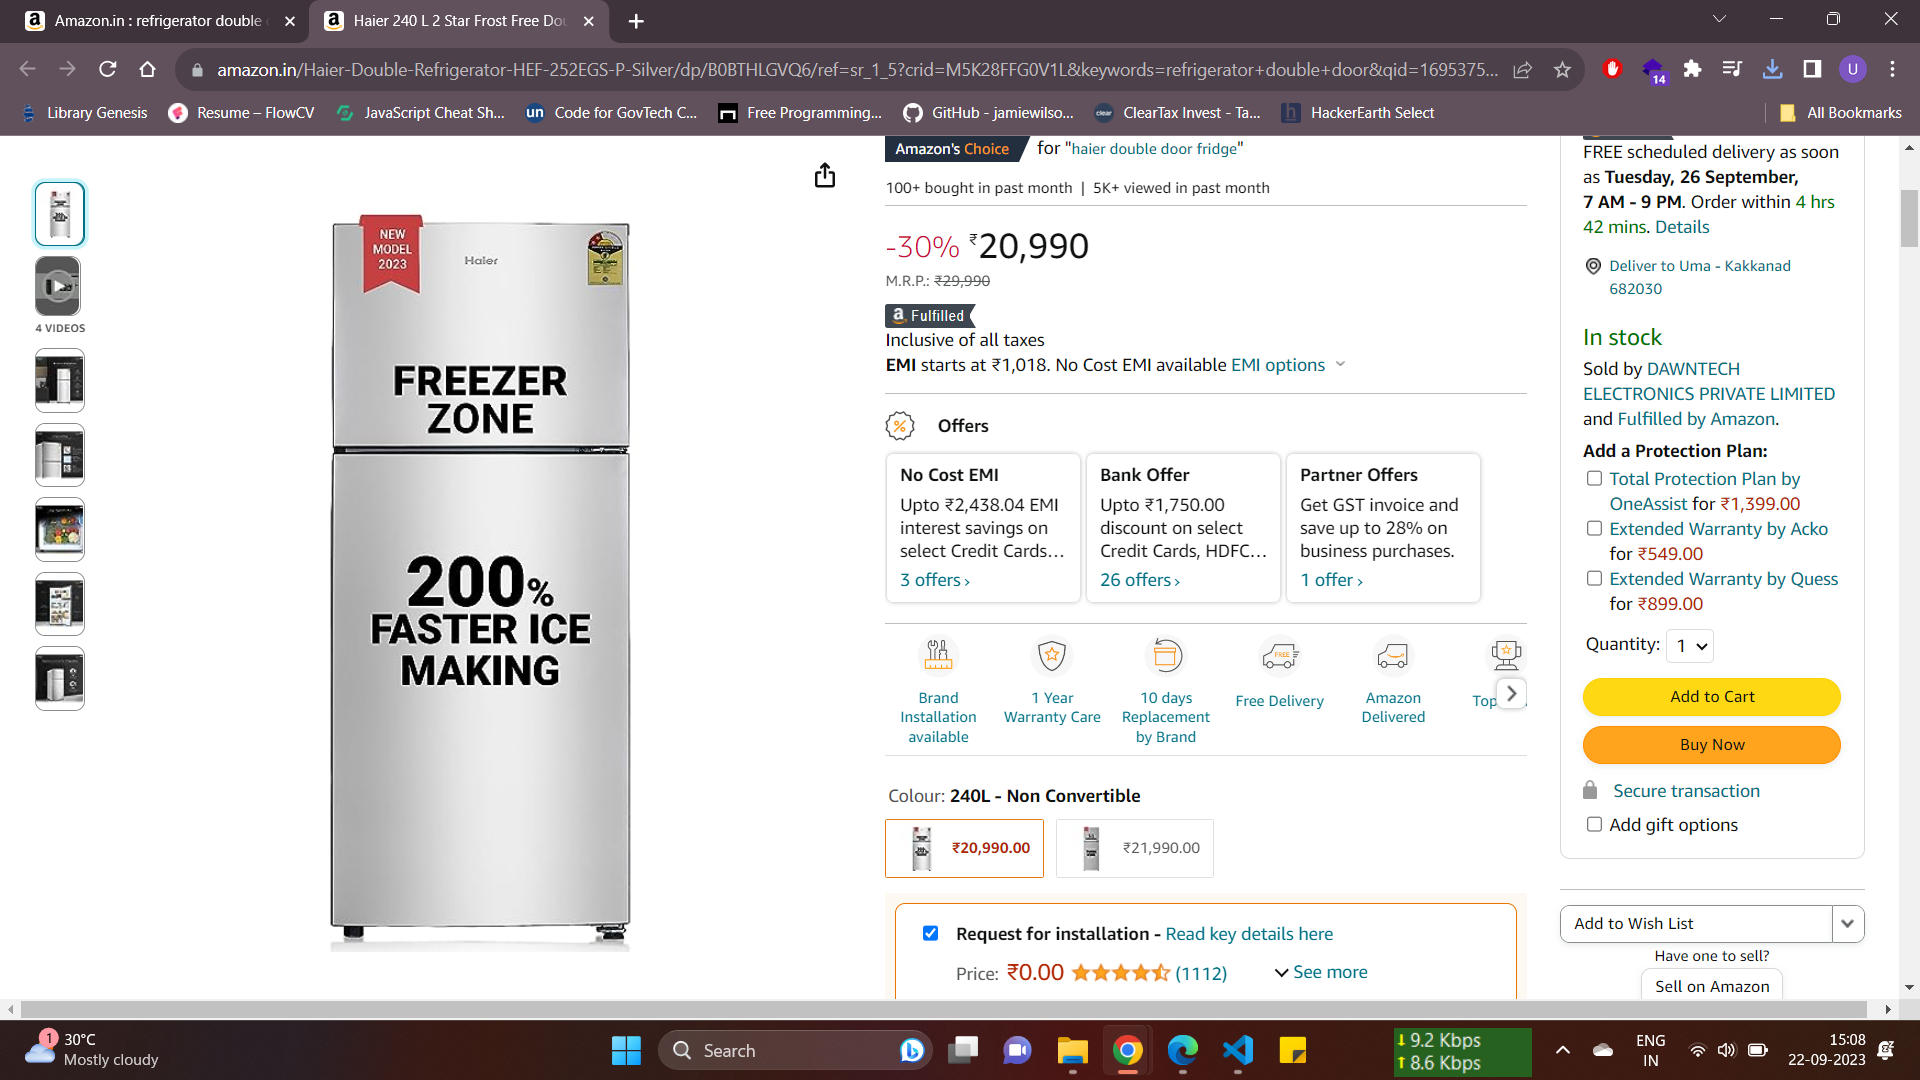 Amazon.in : refrigerator double
Haier 240 L 2 Star Frost Free Dou
amazon.in/Haier-Double-Refrigerator-HEF-252EGS-P-Silver/dp/B0BTHLGVQ6/ref=sr_1_5?crid=M5K28FFG0V1L&keywords=refrigerator+double+door&qid=1695375...
14
U
Library Genesis
Resume – FlowCV
JavaScript Cheat Sh...
un Code for GovTech C...
Free Programming...
GitHub - jamiewilso...
clear ClearTax Invest - Ta...
h HackerEarth Select
All Bookmarks
4 VIDEOS
NEW
MODEL
2023
Haier
FREEZER
ZONE
200%
FASTER ICE
MAKING
Amazon's Choice for "haier double door fridge"
100+ bought in past month | 5K+ viewed in past month
-30% ₹20,990
M.R.P.: ₹29,990
a Fulfilled
Inclusive of all taxes
EMI starts at ₹1,018. No Cost EMI available EMI options
% Offers
No Cost EMI
Upto ₹2,438.04 EMI
interest savings on
select Credit Cards…
3 offers ›
Bank Offer
Upto ₹1,750.00
discount on select
Credit Cards, HDFC…
26 offers ›
Partner Offers
Get GST invoice and
save up to 28% on
business purchases.
1 offer ›
Brand
Installation
available
1 Year
Warranty Care
10 days
Replacement
by Brand
FREE
Free Delivery
Amazon
Delivered
Top
Colour: 240L - Non Convertible
₹20,990.00
₹21,990.00
Request for installation - Read key details here
Price: ₹0.00 (1112) See more
FREE scheduled delivery as soon
as Tuesday, 26 September,
7 AM - 9 PM. Order within 4 hrs
42 mins. Details
Deliver to Uma - Kakkanad
682030
In stock
Sold by DAWNTECH
ELECTRONICS PRIVATE LIMITED
and Fulfilled by Amazon.
Add a Protection Plan:
Total Protection Plan by
OneAssist for ₹1,399.00
Extended Warranty by Acko
for ₹549.00
Extended Warranty by Quess
for ₹899.00
Quantity: 1
Add to Cart
Buy Now
Secure transaction
Add gift options
Add to Wish List
Have one to sell?
Sell on Amazon
1
30°C
Mostly cloudy
Search
9.2 Kbps
8.6 Kbps
ENG
IN
15:08
22-09-2023